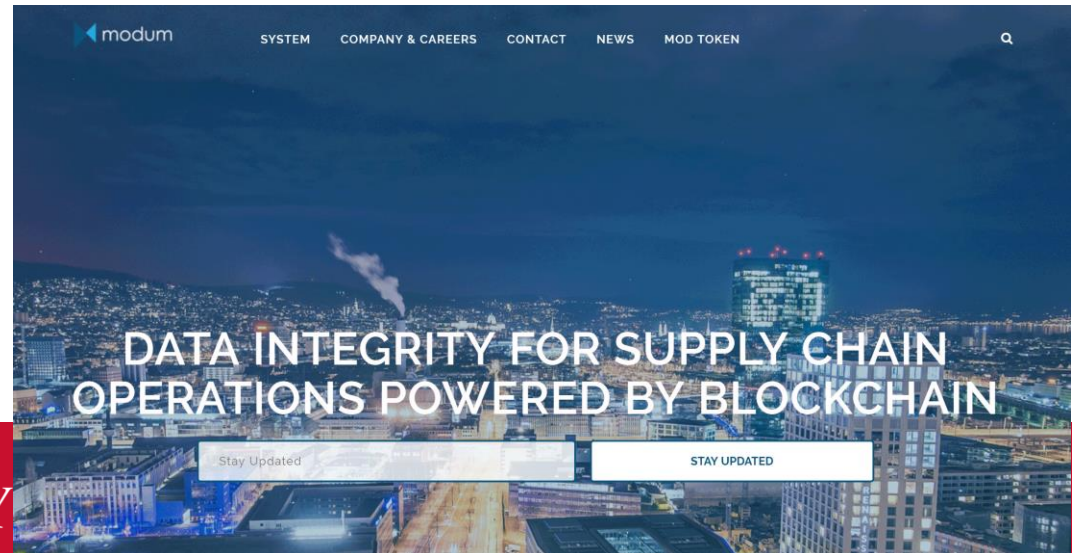 modum
SYSTEM COMPANY & CAREERS CONTACT NEWS MOD TOKEN
DATA INTEGRITY FOR SUPPLY CHAIN
OPERATIONS POWERED BY BLOCKCHAIN
Stay Updated STAY UPDATED
Y